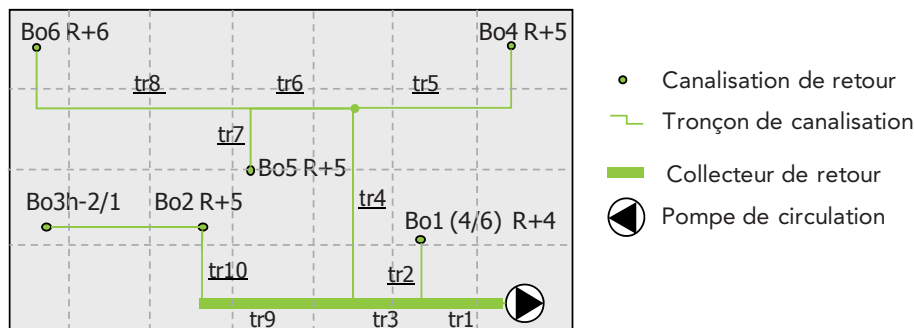 Bo6 R+6
Bo4 R+5
tr8
tr6
tr5
tr7
Bo5 R+5
Bo3h-2/1
Bo2 R+5
tr4
Bo1 (4/6) R+4
tr10
tr2
tr9
tr3
tr1
Canalisation de retour
Tronçon de canalisation
Collecteur de retour
Pompe de circulation